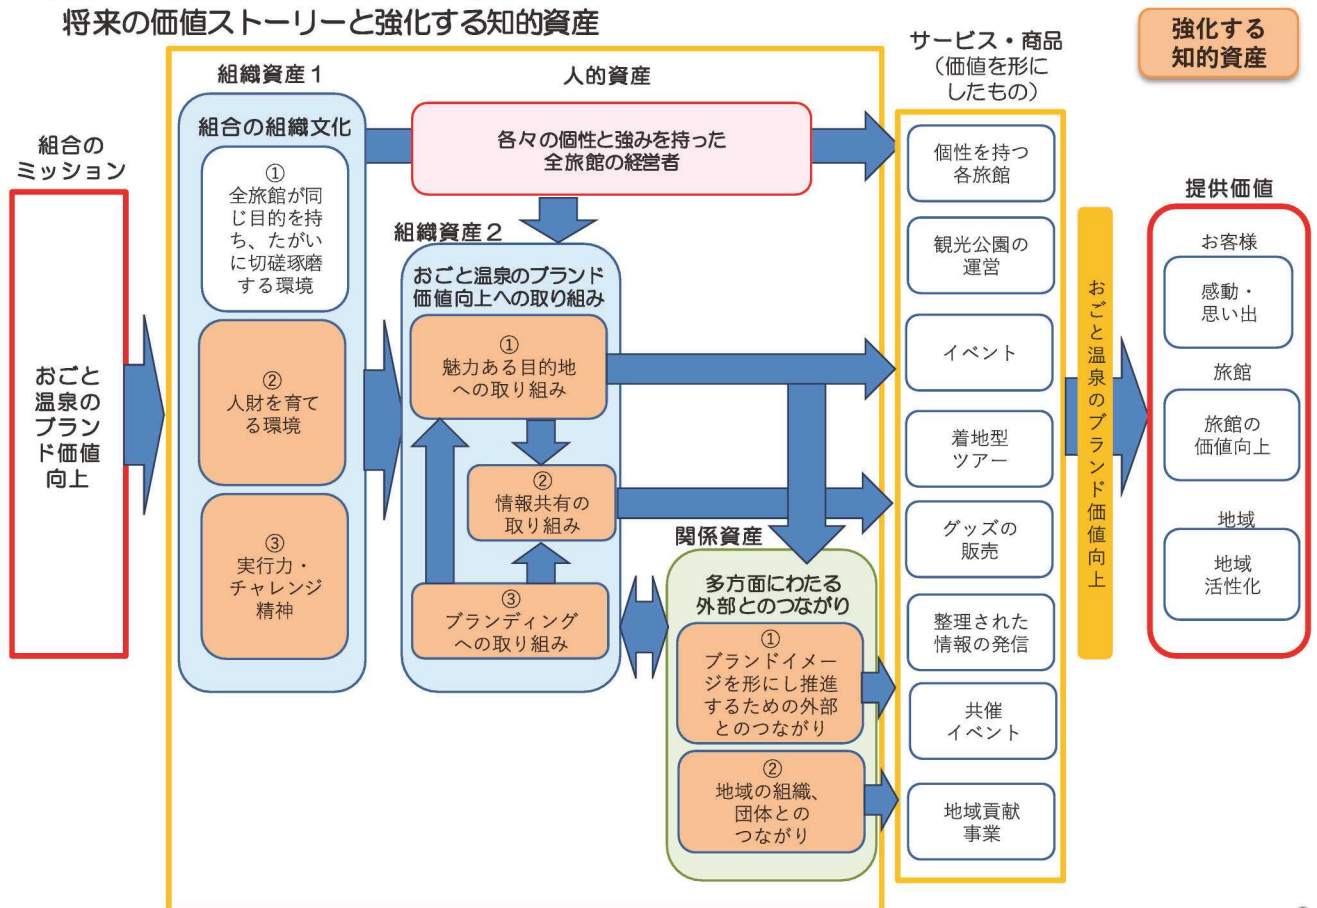 将来の価値ストーリーと強化する知的資産
強化する
知的資産
組合の
ミッション
おごと
温泉の
ブラン
ド価値
向上
組織資産1
組合の組織文化
①
全旅館が同
じ目的を持
ち、たがい
に切磋琢磨
する環境
②
人財を育て
る環境
③
実行力・
チャレンジ
精神
人的資産
各々の個性と強みを持った
全旅館の経営者
組織資産2
おごと温泉のブランド
価値向上への取り組み
①
魅力ある目的地
への取り組み
②
情報共有の
取り組み
③
ブランディング
への取り組み
関係資産
多方面にわたる
外部とのつながり
①
ブランドイメー
ジを形にし推進
するための外部
とのつながり
②
地域の組織、
団体との
つながり
サービス・商品
（価値を形に
したもの）
個性を持つ
各旅館
観光公園の
運営
イベント
着地型
ツアー
グッズの
販売
整理された
情報の発信
共催
イベント
地域貢献
事業
おごと温泉のブランド価値向上
提供価値
お客様
感動・
思い出
旅館
旅館の
価値向上
地域
地域
活性化